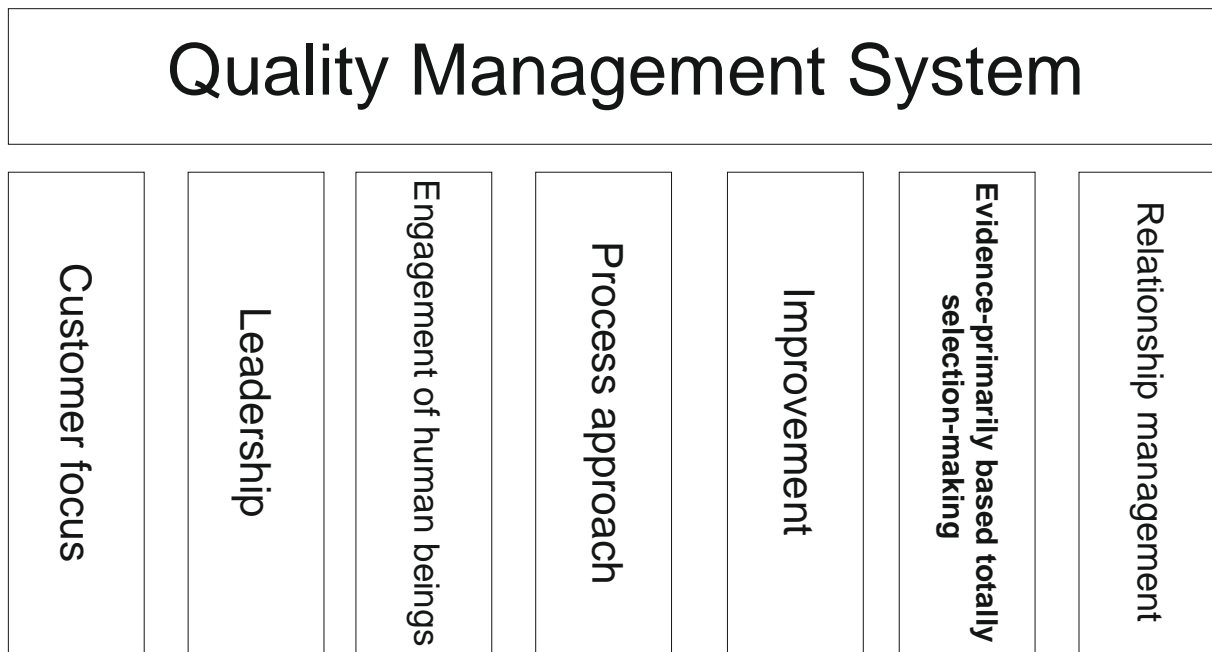 Quality Management System
Customer focus
Leadership
Engagement of human beings
Process approach
Improvement
Evidence-primarily based totally
selection-making
Relationship management